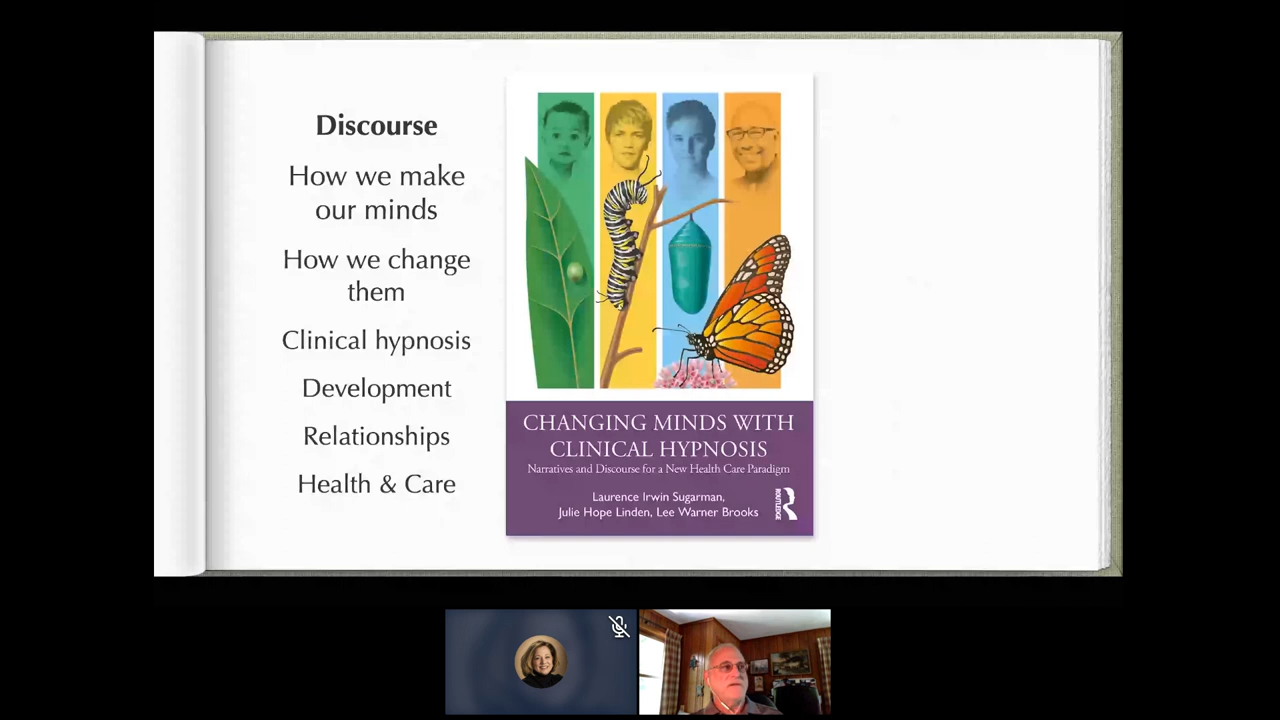 Discourse
How we make
our minds
How we change
them
Clinical hypnosis
Development
Relationships
Health & Care
CHANGING MINDS WITH
CLINICAL HYPNOSIS
Narratives and Discourse for a New Health Care Paradigm
Laurence Irwin Sugarman,
Julie Hope Linden, Lee Warner Brooks
ROUTLEDGE